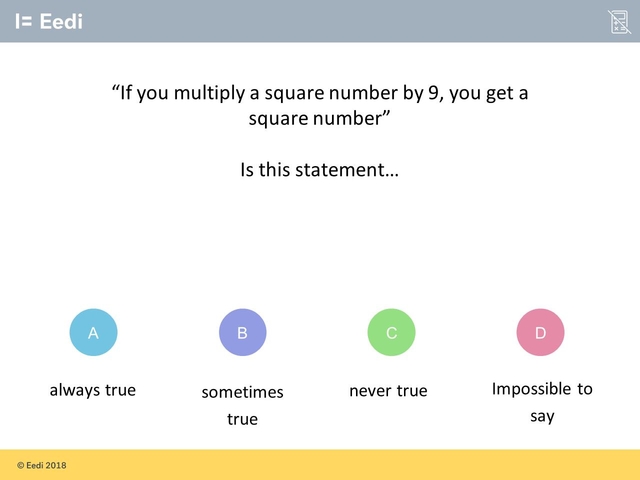 I= Eedi
“If you multiply a square number by 9, you get a
square number”
Is this statement…
A
always true
B
sometimes
true
C
never true
D
Impossible to
say
© Eedi 2018